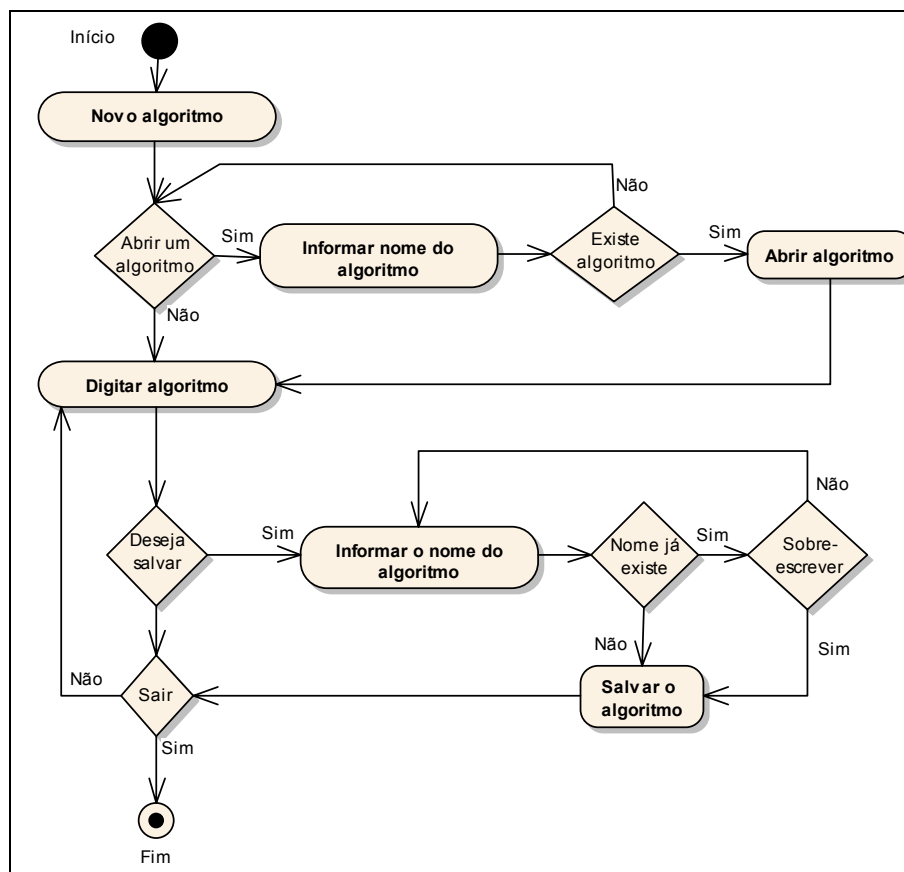 Início
Novo algoritmo
Não
Abrir um
algoritmo
Sim
Informar nome do
algoritmo
Existe
algoritmo
Sim
Abrir algoritmo
Não
Digitar algoritmo
Não
Deseja
salvar
Sim
Informar o nome do
algoritmo
Nome já
existe
Sim
Sobre-
escrever
Não
Sim
Não
Sair
Salvar o
algoritmo
Sim
Fim